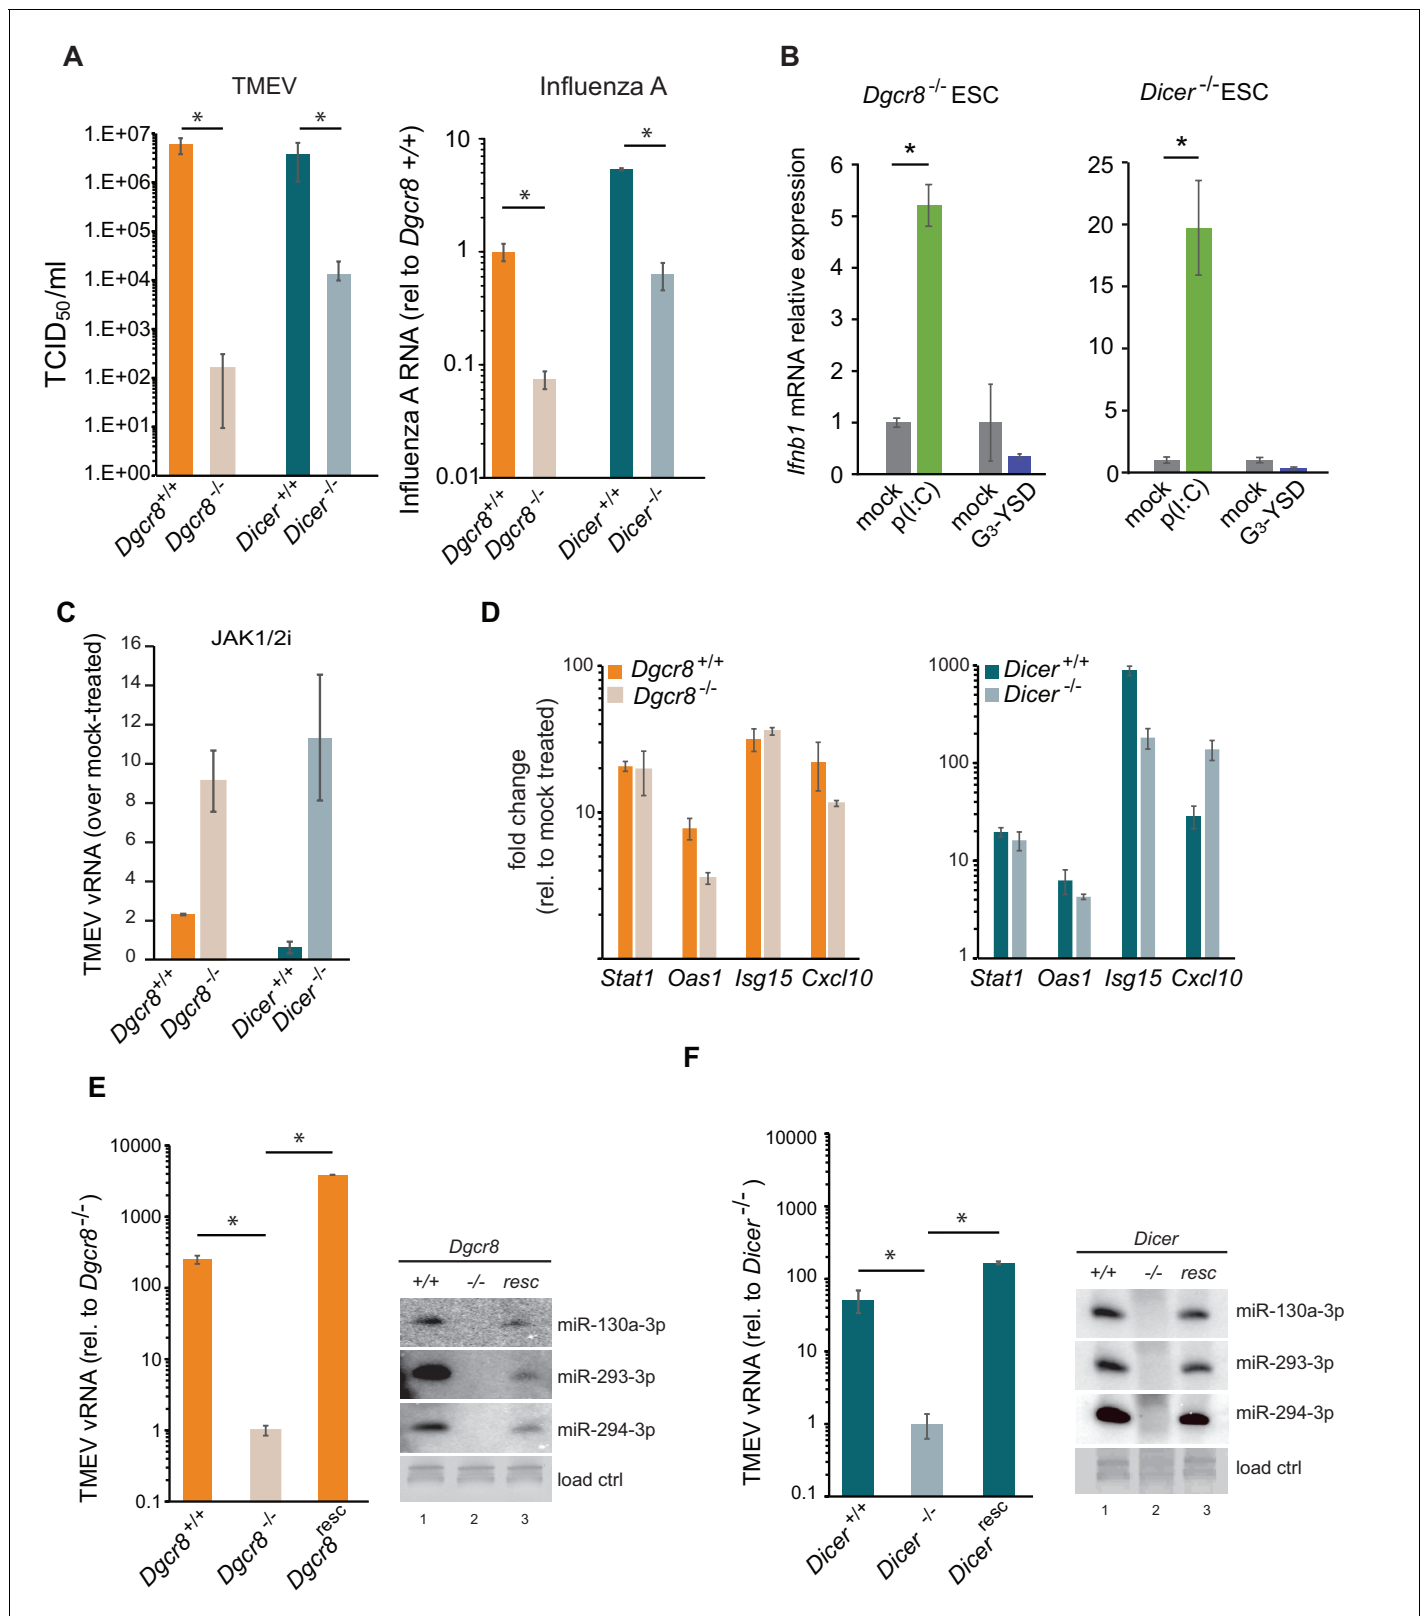 A
TMEV
TCID50/ml
1.E+07
1.E+06
1.E+05
1.E+04
1.E+03
1.E+02
1.E+01
1.E+00
*
*
Dgcr8+/+
Dgcr8-/-
Dicer+/+
Dicer-/-
Influenza A
Influenza A RNA (rel to Dgcr8 +/+)
10
1
0.1
0.01
*
*
Dgcr8+/+
Dgcr8-/-
Dicer+/+
Dicer-/-
B
Dgcr8-/- ESC
Ifnb1 mRNA relative expression
6
5
4
3
2
1
0
*
mock
p(I:C)
mock
G3-YSD
Dicer-/- ESC
25
20
15
10
5
0
*
mock
p(I:C)
mock
G3-YSD
C
JAK1/2i
TMEV vRNA (over mock-treated)
16
14
12
10
8
6
4
2
0
Dgcr8+/+
Dgcr8-/-
Dicer+/+
Dicer-/-
D
fold change
(rel. to mock treated)
100
10
Dgcr8+/+
Dgcr8-/-
Stat1 Oas1 Isg15 Cxcl10
1000
100
10
1
Dicer+/+
Dicer-/-
Stat1 Oas1 Isg15 Cxcl10
E
TMEV vRNA (rel. to Dgcr8-/-)
10000
1000
100
10
1
0.1
*
*
Dgcr8+/+
Dgcr8-/-
Dgcr8resc
Dgcr8
+/+ -/- resc
miR-130a-3p
miR-293-3p
miR-294-3p
load ctrl
1 2 3
F
TMEV vRNA (rel. to Dicer-/-)
10000
1000
100
10
1
0.1
*
*
Dicer+/+
Dicer-/-
Dicerresc
Dicer
+/+ -/- resc
miR-130a-3p
miR-293-3p
miR-294-3p
load ctrl
1 2 3